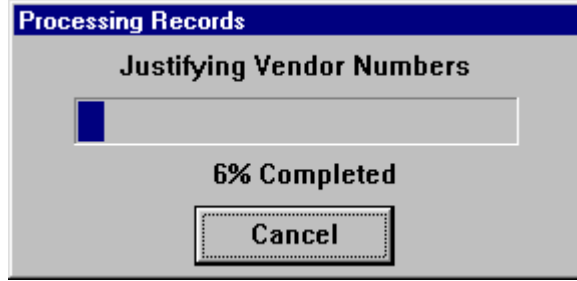 Processing Records
Justifying Vendor Numbers
6% Completed
Cancel